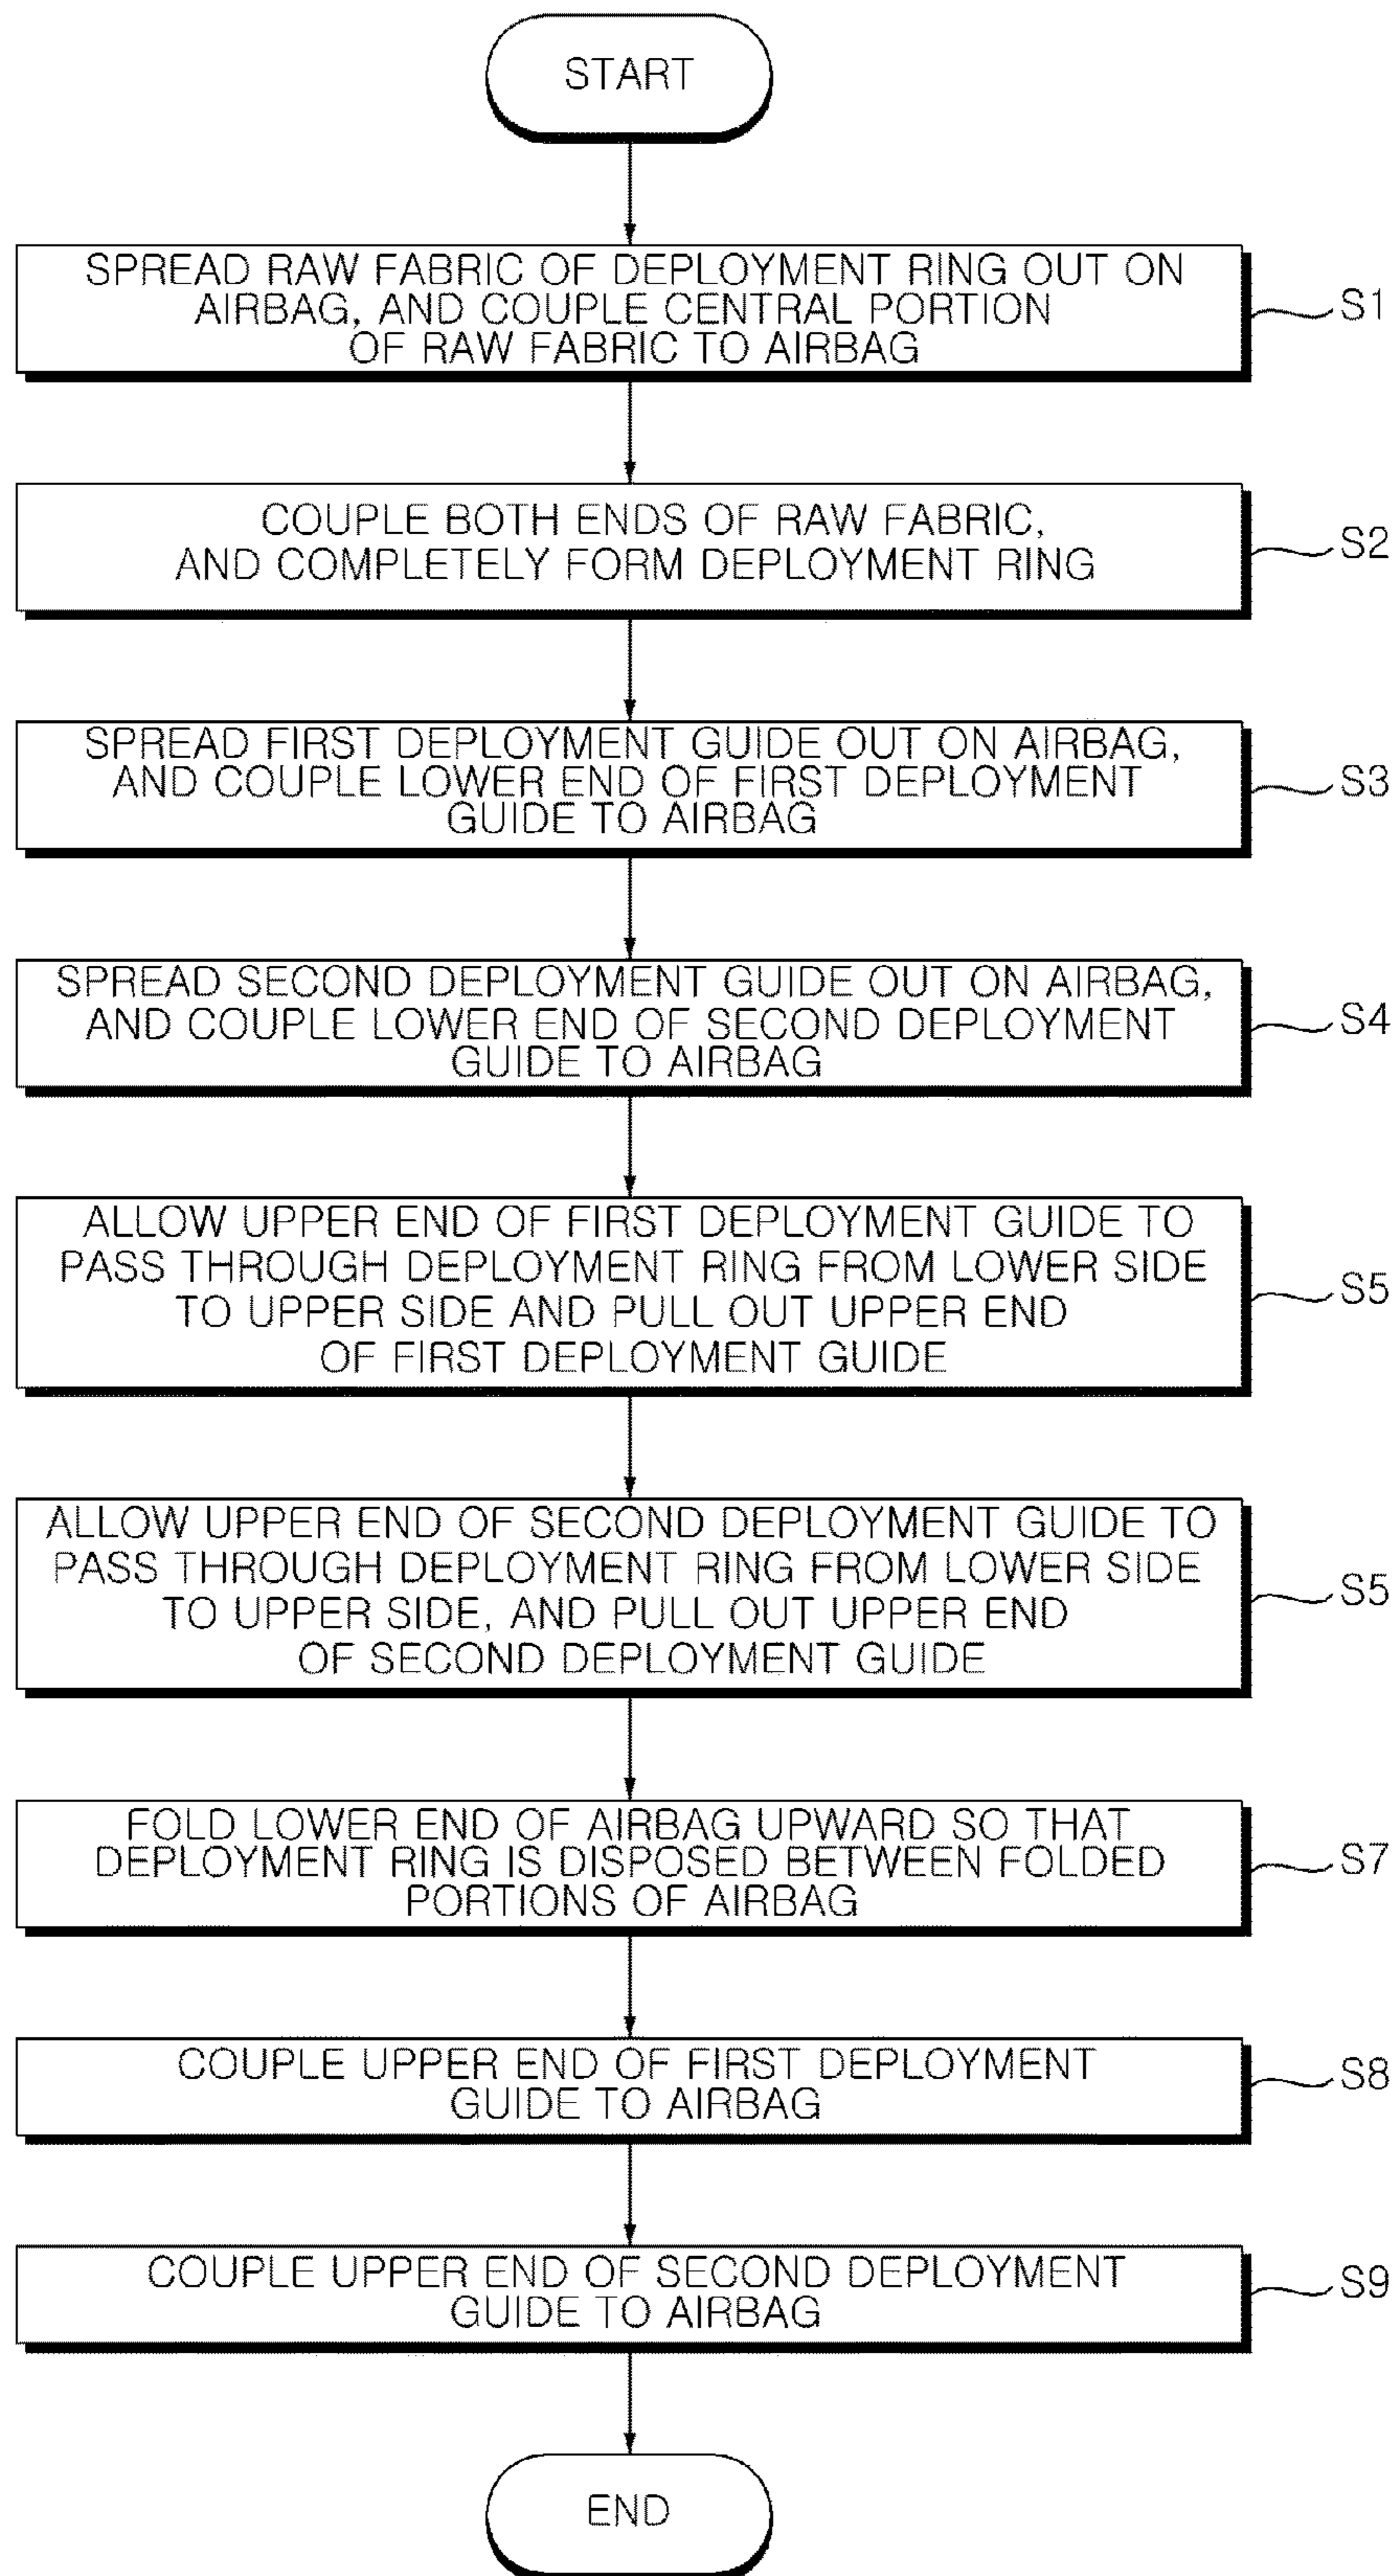 START
SPREAD RAW FABRIC OF DEPLOYMENT RING OUT ON
AIRBAG, AND COUPLE CENTRAL PORTION
OF RAW FABRIC TO AIRBAG
S1
COUPLE BOTH ENDS OF RAW FABRIC,
AND COMPLETELY FORM DEPLOYMENT RING
S2
SPREAD FIRST DEPLOYMENT GUIDE OUT ON AIRBAG,
AND COUPLE LOWER END OF FIRST DEPLOYMENT
GUIDE TO AIRBAG
S3
SPREAD SECOND DEPLOYMENT GUIDE OUT ON AIRBAG,
AND COUPLE LOWER END OF SECOND DEPLOYMENT
GUIDE TO AIRBAG
S4
ALLOW UPPER END OF FIRST DEPLOYMENT GUIDE TO
PASS THROUGH DEPLOYMENT RING FROM LOWER SIDE
TO UPPER SIDE AND PULL OUT UPPER END
OF FIRST DEPLOYMENT GUIDE
S5
ALLOW UPPER END OF SECOND DEPLOYMENT GUIDE TO
PASS THROUGH DEPLOYMENT RING FROM LOWER SIDE
TO UPPER SIDE, AND PULL OUT UPPER END
OF SECOND DEPLOYMENT GUIDE
S5
FOLD LOWER END OF AIRBAG UPWARD SO THAT
DEPLOYMENT RING IS DISPOSED BETWEEN FOLDED
PORTIONS OF AIRBAG
S7
COUPLE UPPER END OF FIRST DEPLOYMENT
GUIDE TO AIRBAG
S8
COUPLE UPPER END OF SECOND DEPLOYMENT
GUIDE TO AIRBAG
S9
END